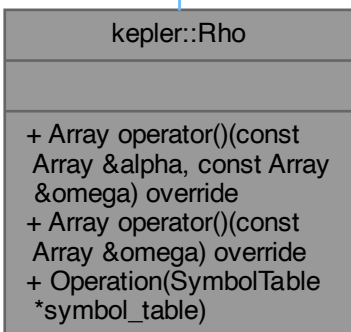 kepler::Rho
+ Array operator()(const
Array &alpha, const Array
&omega) override
+ Array operator()(const
Array &omega) override
+ Operation(SymbolTable
*symbol_table)